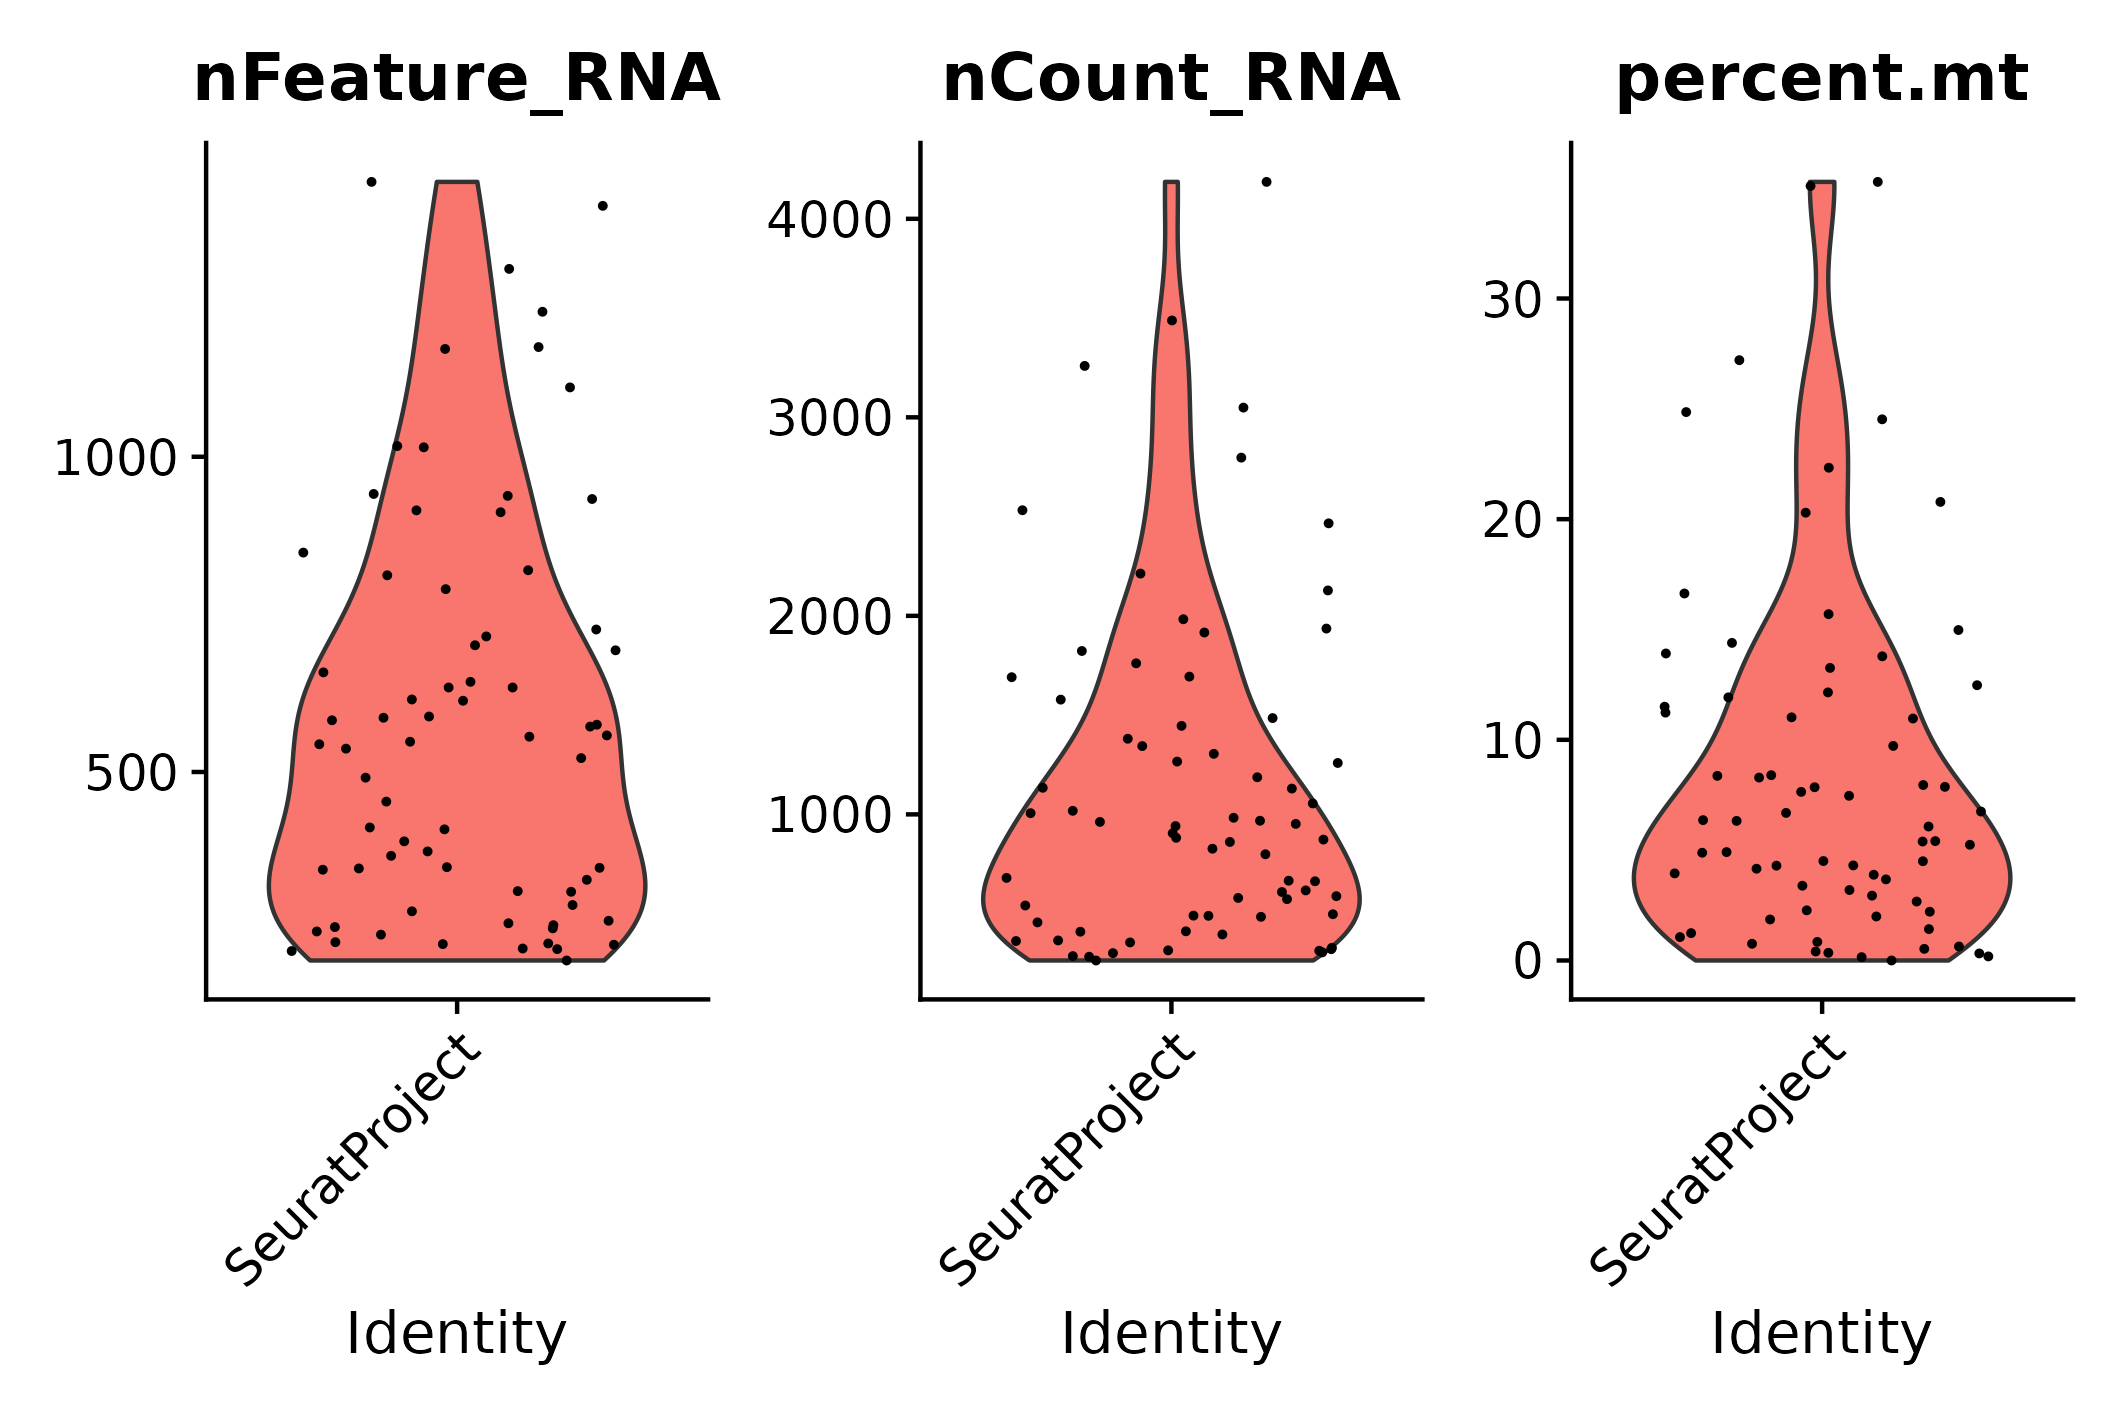 nFeature_RNA
1000
500
SeuratProject
Identity
nCount_RNA
4000
3000
2000
1000
SeuratProject
Identity
percent.mt
30
20
10
0
SeuratProject
Identity